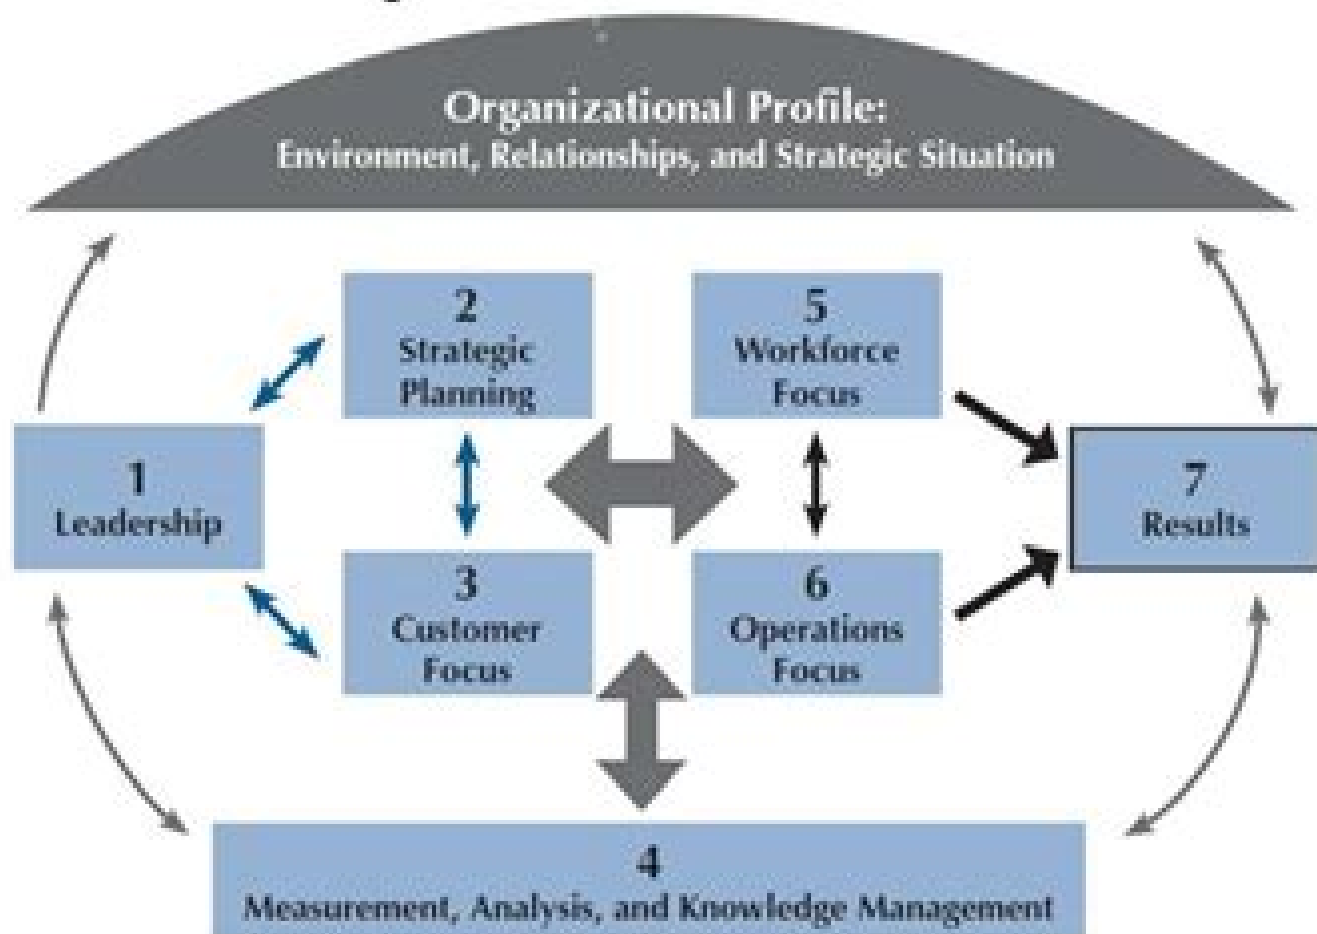 Organizational Profile:
Environment, Relationships, and Strategic Situation
2
Strategic
Planning
5
Workforce
Focus
1
Leadership
7
Results
3
Customer
Focus
6
Operations
Focus
4
Measurement, Analysis, and Knowledge Management